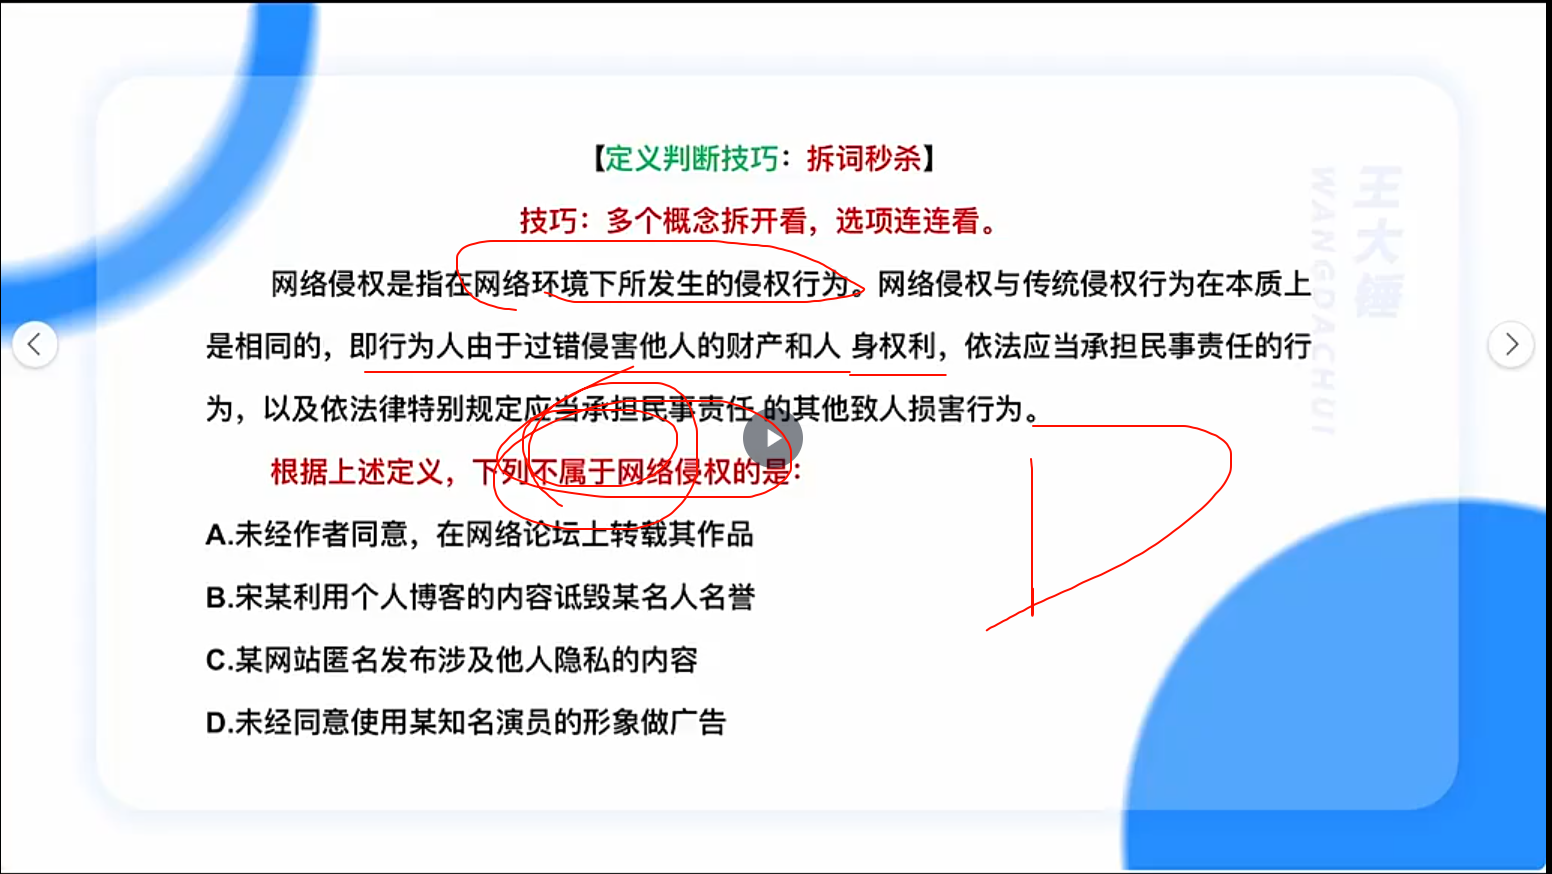 【定义判断技巧：拆词秒杀】
技巧：多个概念拆开看，选项连连看。
网络侵权是指在网络环境下所发生的侵权行为。网络侵权与传统侵权行为在本质上
是相同的，即行为人由于过错侵害他人的财产和人 身权利，依法应当承担民事责任的行
为，以及依法律特别规定应当承担民事责任 的其他致人损害行为。
根据上述定义，下列不属于网络侵权的是：
A.未经作者同意，在网络论坛上转载其作品
B.宋某利用个人博客的内容诋毁某名人名誉
C.某网站匿名发布涉及他人隐私的内容
D.未经同意使用某知名演员的形象做广告
王大锤
WANGDACHUI
D